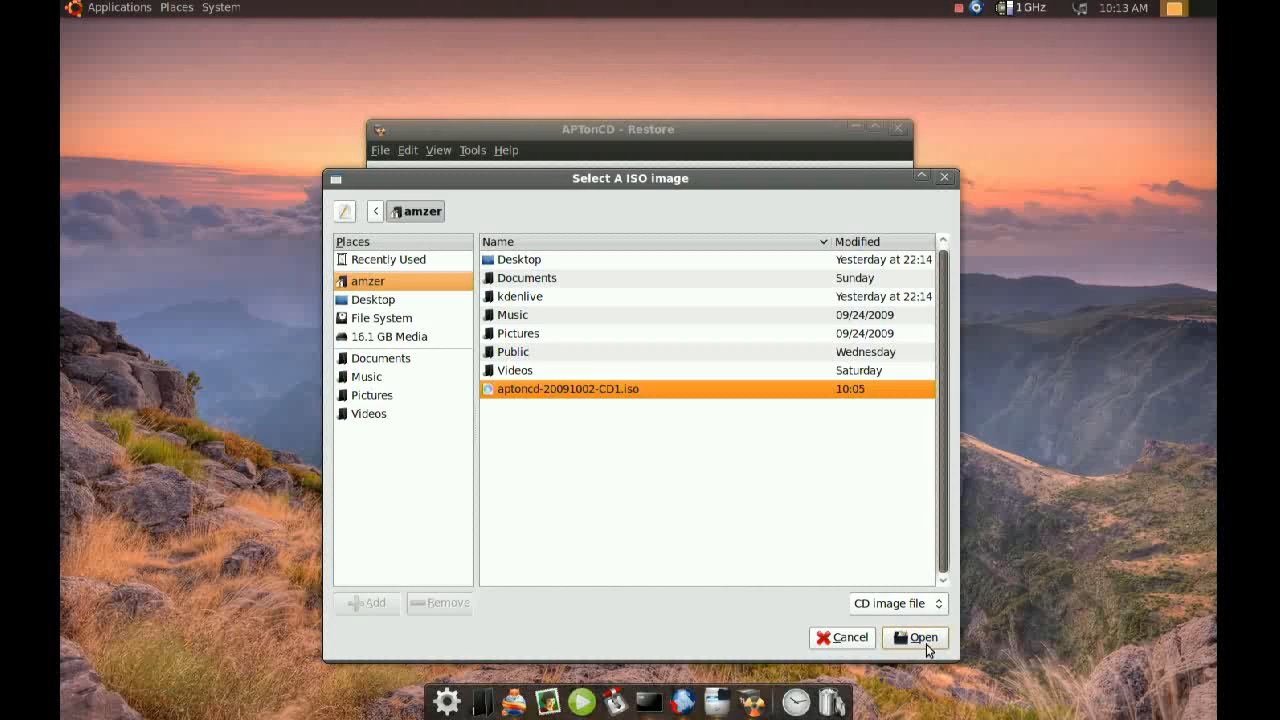 Applications Places System 1 GHz 10:13 AM
APTonCD - Restore
File Edit View Tools Help
Select A ISO image
amzer
Places
Recently Used
amzer
Desktop
File System
16.1 GB Media
Documents
Music
Pictures
Videos
Name Modified
Desktop Yesterday at 22:14
Documents Sunday
kdenlive Yesterday at 22:14
Music 09/24/2009
Pictures 09/24/2009
Public Wednesday
Videos Saturday
aptoncd-20091002-CD1.iso 10:05
Add Remove
CD image file
Cancel Open